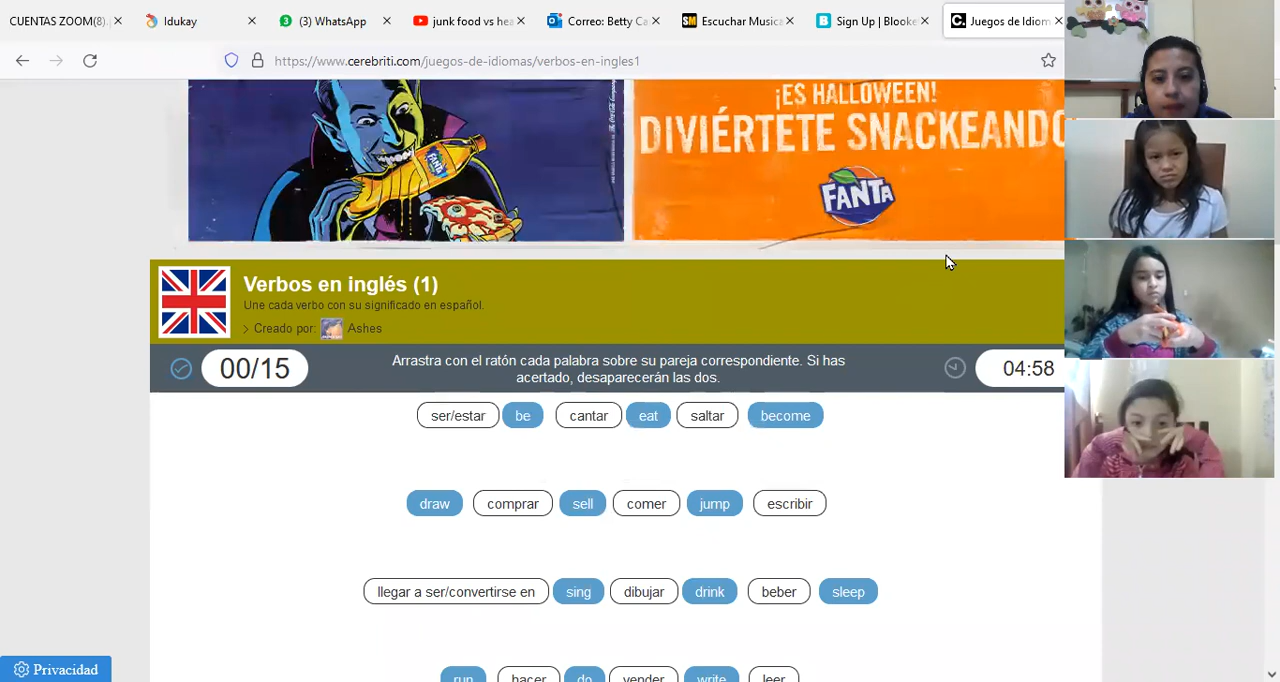 CUENTAS ZOOM(8).
Idukay
(3) WhatsApp
junk food vs hea
Correo: Betty Ca
Escuchar Musica
Sign Up | Blooke
Juegos de Idiom
https://www.cerebriti.com/juegos-de-idiomas/verbos-en-ingles1
FANTA
¡ES HALLOWEEN!
DIVIÉRTETE SNACKEANDO
FANTA
Verbos en inglés (1)
Une cada verbo con su significado en español.
> Creado por: Ashes
00/15
Arrastra con el ratón cada palabra sobre su pareja correspondiente. Si has
acertado, desaparecerán las dos.
04:58
ser/estar be cantar eat saltar become
draw comprar sell comer jump escribir
llegar a ser/convertirse en sing dibujar drink beber sleep
run hacer do vender write leer
Privacidad